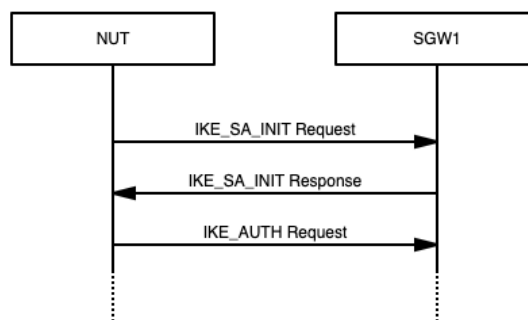 NUT
SGW1
IKE_SA_INIT Request
IKE_SA_INIT Response
IKE_AUTH Request